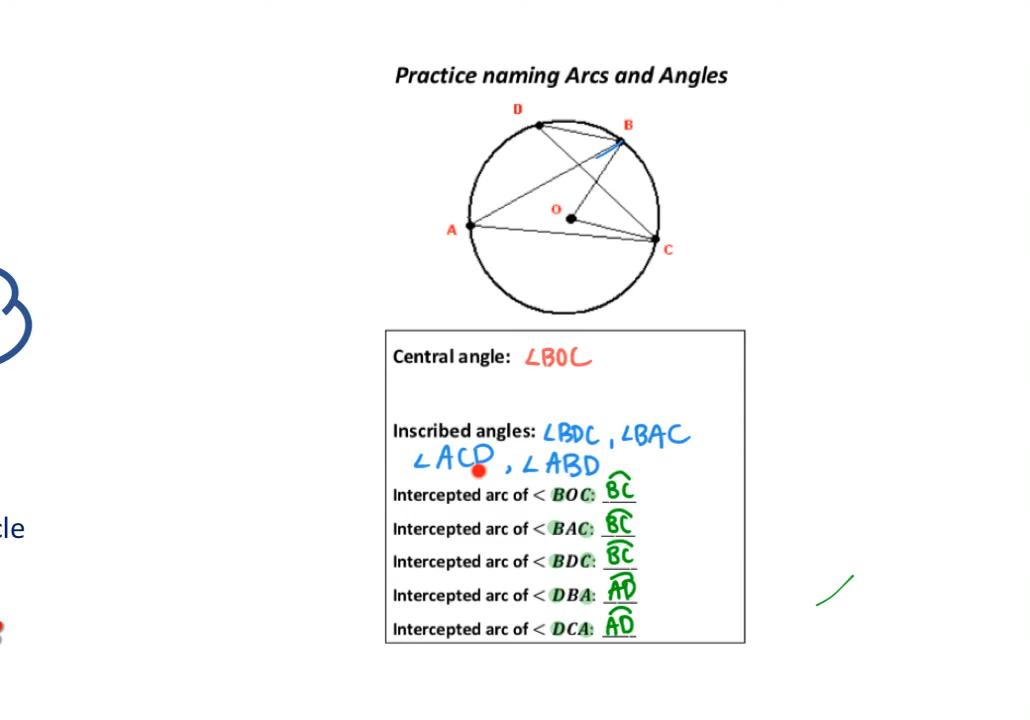 Practice naming Arcs and Angles
D
B
O
A
C
Central angle: ∠BOC
Inscribed angles: ∠BDC, ∠BAC
∠ACD, ∠ABD
Intercepted arc of < BOC: BC
Intercepted arc of < BAC: BC
cle
Intercepted arc of < BDC: BC
Intercepted arc of < DBA: AD
Intercepted arc of < DCA: AD